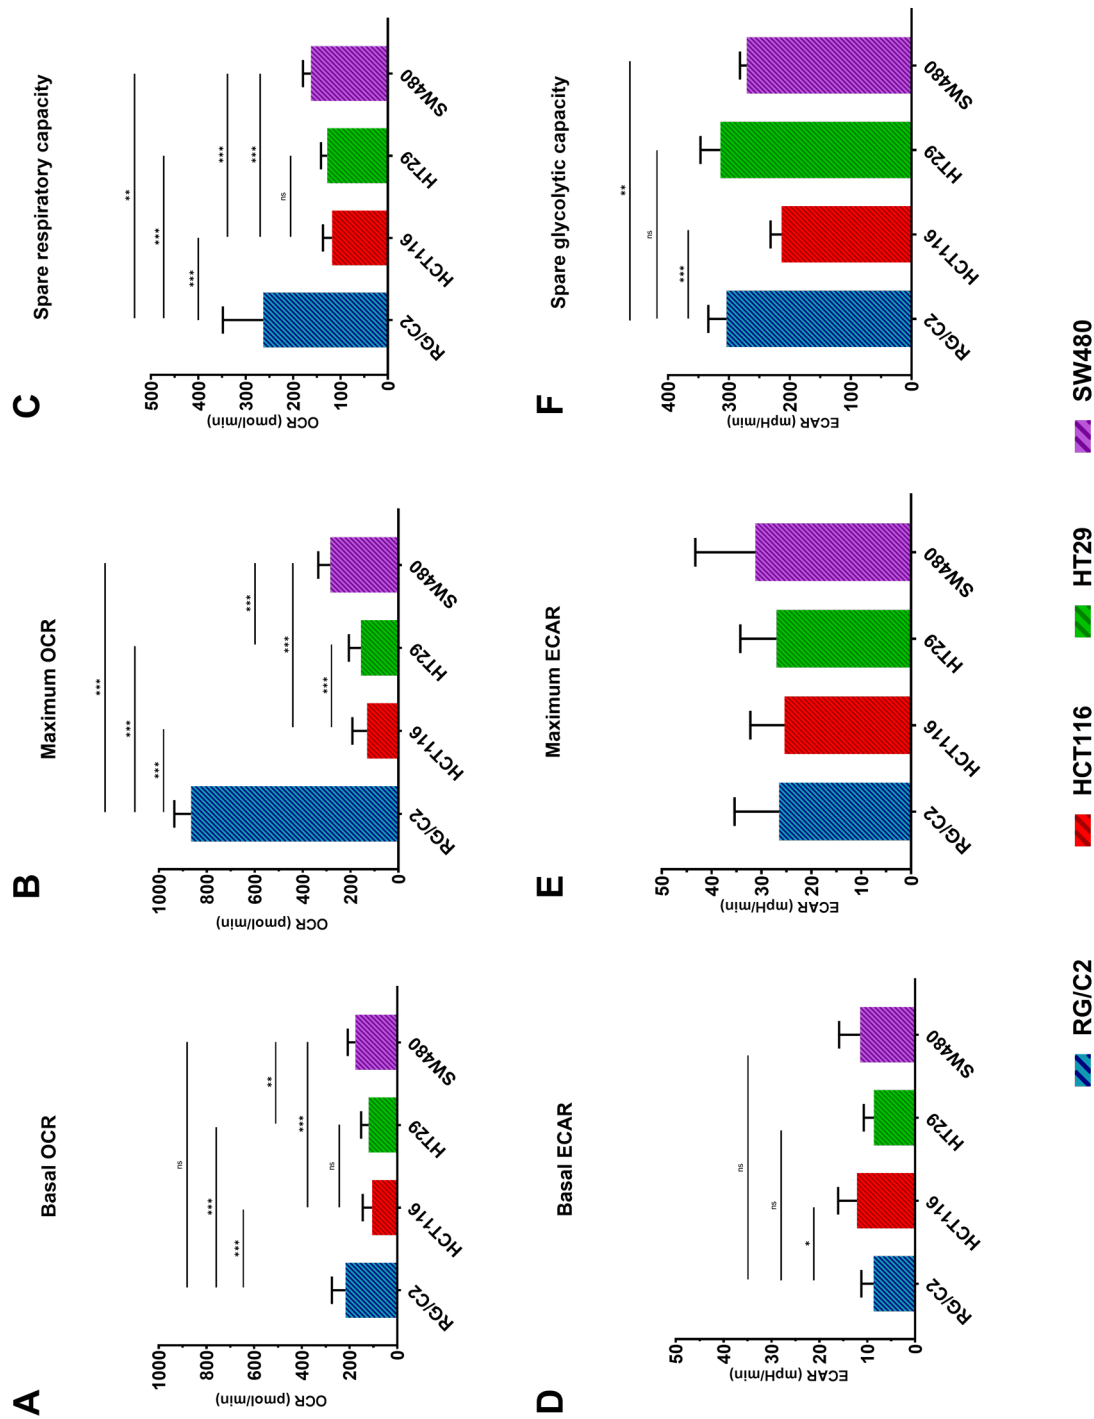 A
Basal OCR
OCR (pmol/min)
1000
800
600
400
200
0
ns
***
***
**
***
ns
RG/C2
HCT116
HT29
SW480
B
Maximum OCR
OCR (pmol/min)
1000
800
600
400
200
0
***
***
***
***
***
***
RG/C2
HCT116
HT29
SW480
C
Spare respiratory capacity
OCR (pmol/min)
500
400
300
200
100
0
**
***
***
***
***
ns
RG/C2
HCT116
HT29
SW480
D
Basal ECAR
ECAR (mpH/min)
50
40
30
20
10
0
ns
ns
*
RG/C2
HCT116
HT29
SW480
E
Maximum ECAR
ECAR (mpH/min)
50
40
30
20
10
0
RG/C2
HCT116
HT29
SW480
F
Spare glycolytic capacity
ECAR (mpH/min)
400
300
200
100
0
**
ns
***
RG/C2
HCT116
HT29
SW480
RG/C2 HCT116 HT29 SW480